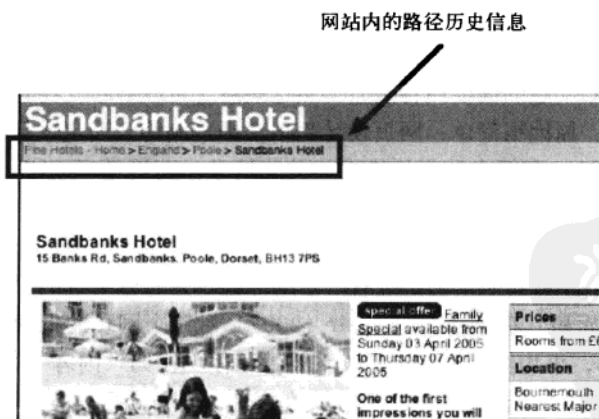 网站内的路径历史信息
Sandbanks Hotel
Fine Hotels - Home > England > Poole > Sandbanks Hotel
Sandbanks Hotel
15 Banks Rd, Sandbanks, Poole, Dorset, BH13 7PS
special offer Family
Special available from
Sunday 03 April 2005
to Thursday 07 April
2005
One of the first
impressions you will
Prices
Rooms from £6
Location
Bournemouth
Nearest Major